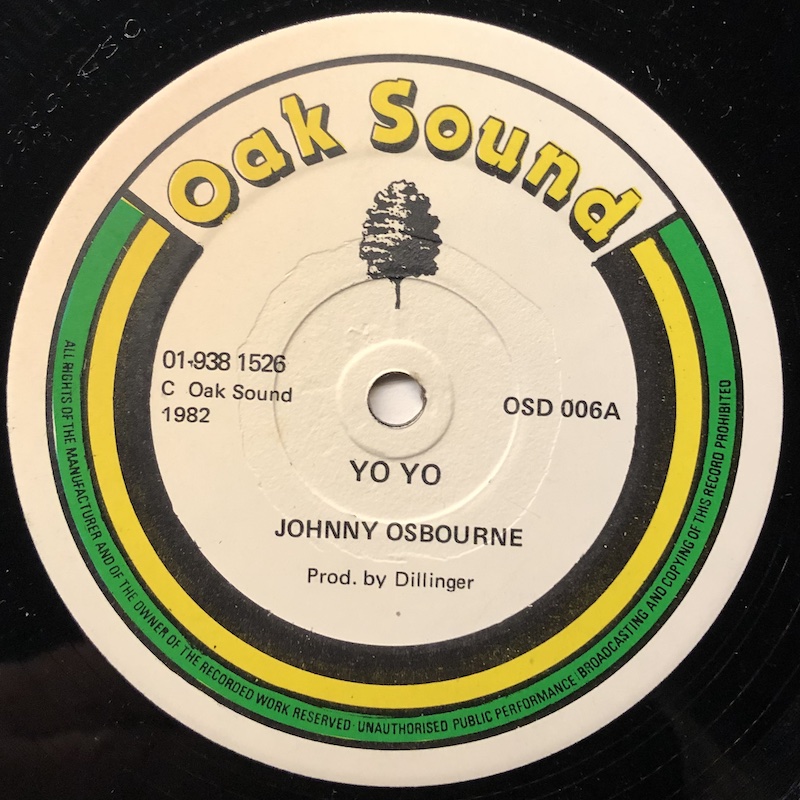 Oak Sound
01-938 1526
C Oak Sound
1982
OSD 006A
YO YO
JOHNNY OSBOURNE
Prod. by Dillinger
ALL RIGHTS OF THE MANUFACTURER AND OF THE OWNER OF THE RECORDED WORK RESERVED · UNAUTHORISED PUBLIC PERFORMANCE: BROADCASTING AND COPYING OF THIS RECORD PROHIBITED